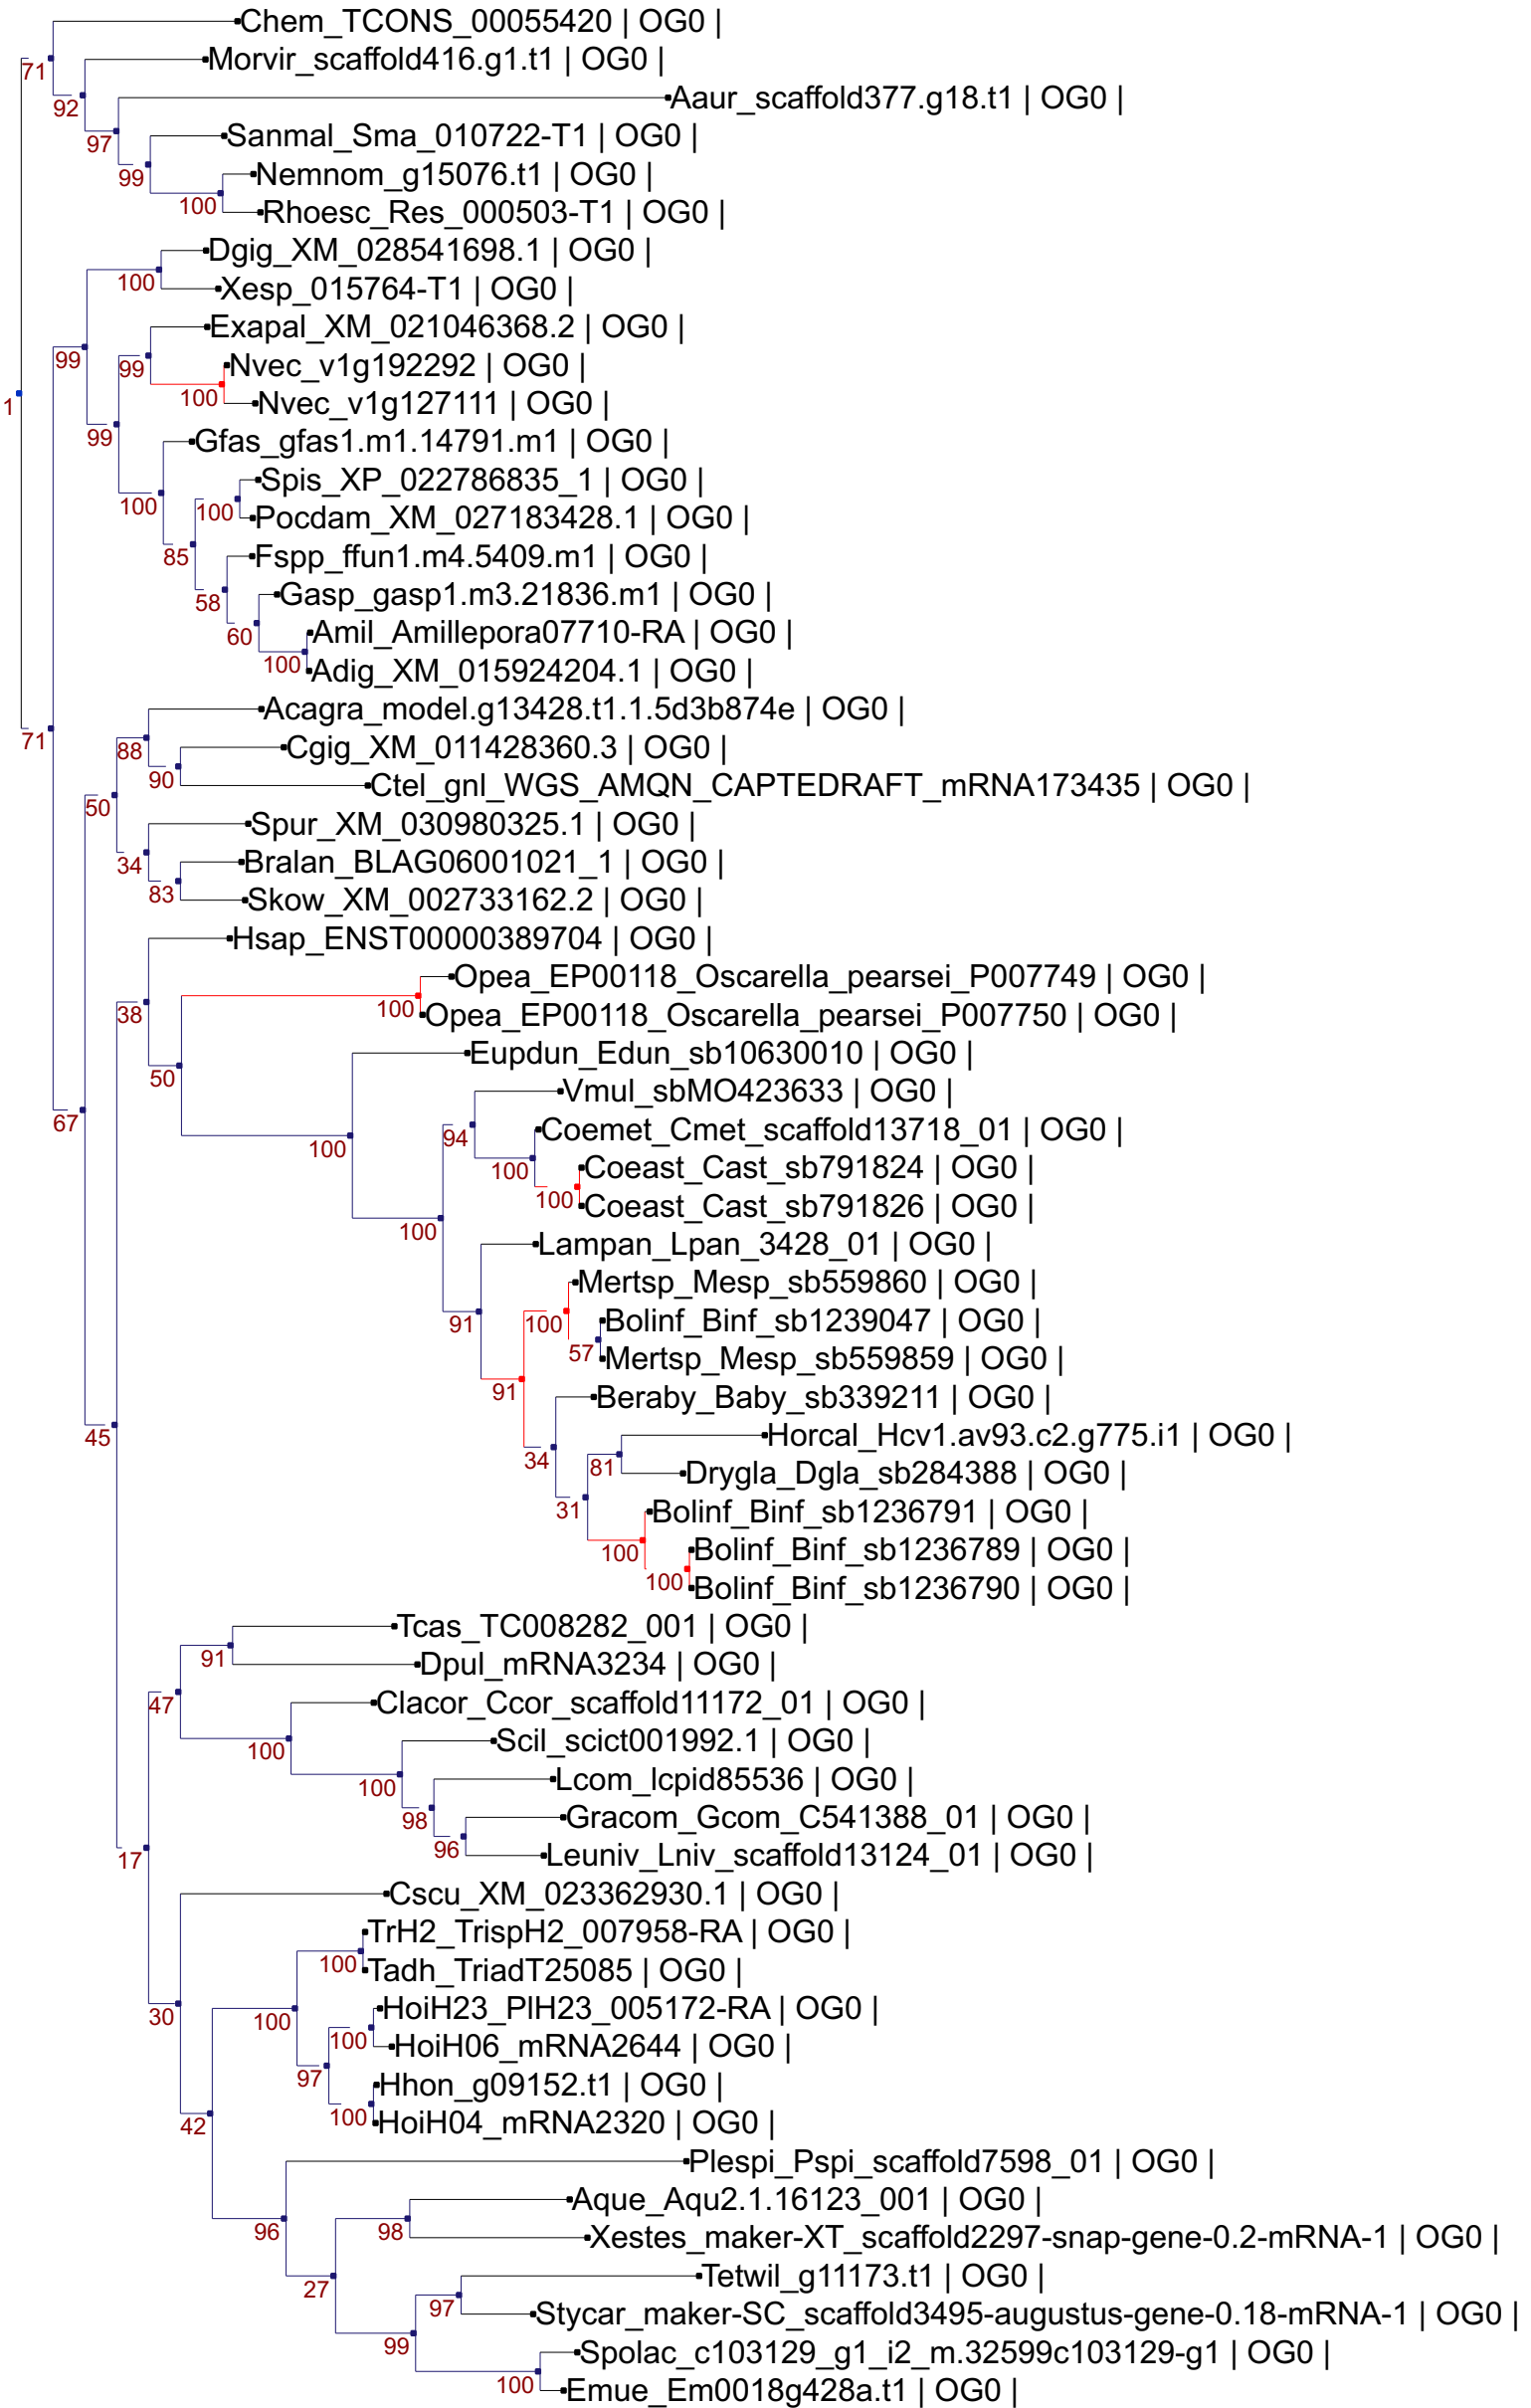 Chem_TCONS_00055420 | OG0 |
Morvir_scaffold416.g1.t1 | OG0 |
71
92
Aaur_scaffold377.g18.t1 | OG0 |
Sanmal_Sma_010722-T1 | OG0 |
97
Nemnom_g15076.t1 | OG0 |
99
Rhoesc_Res_000503-T1 | OG0 |
100
Dgig_XM_028541698.1 | OG0 |
Xesp_015764-T1 | OG0 |
100
Exapal_XM_021046368.2 | OG0 |
99
Nvec_v1g192292 | OG0 |
99
Nvec_v1g127111 | OG0 |
100
1
Gfas_gfas1.m1.14791.m1 | OG0 |
99
Spis_XP_022786835_1 | OG0 |
100
Pocdam_XM_027183428.1 | OG0 |
100
Fspp_ffun1.m4.5409.m1 | OG0 |
85
Gasp_gasp1.m3.21836.m1 | OG0 |
58
Amil_Amillepora07710-RA | OG0 |
60
Adig_XM_015924204.1 | OG0 |
100
Acagra_model.g13428.t1.1.5d3b874e | OG0 |
71
88
Cgig_XM_011428360.3 | OG0 |
90
Ctel_gnl_WGS_AMQN_CAPTEDRAFT_mRNA173435 | OG0 |
50
Spur_XM_030980325.1 | OG0 |
34
Bralan_BLAG06001021_1 | OG0 |
83
Skow_XM_002733162.2 | OG0 |
Hsap_ENST00000389704 | OG0 |
Opea_EP00118_Oscarella_pearsei_P007749 | OG0 |
100
38
Opea_EP00118_Oscarella_pearsei_P007750 | OG0 |
Eupdun_Edun_sb10630010 | OG0 |
50
Vmul_sbMO423633 | OG0 |
67
Coemet_Cmet_scaffold13718_01 | OG0 |
94
100
Coeast_Cast_sb791824 | OG0 |
100
100
Coeast_Cast_sb791826 | OG0 |
100
Lampan_Lpan_3428_01 | OG0 |
Mertsp_Mesp_sb559860 | OG0 |
91
100
Bolinf_Binf_sb1239047 | OG0 |
57
Mertsp_Mesp_sb559859 | OG0 |
91
Beraby_Baby_sb339211 | OG0 |
45
Horcal_Hcv1.av93.c2.g775.i1 | OG0 |
34
81
Drygla_Dgla_sb284388 | OG0 |
31
Bolinf_Binf_sb1236791 | OG0 |
100
Bolinf_Binf_sb1236789 | OG0 |
100
Bolinf_Binf_sb1236790 | OG0 |
Tcas_TC008282_001 | OG0 |
91
Dpul_mRNA3234 | OG0 |
47
Clacor_Ccor_scaffold11172_01 | OG0 |
100
Scil_scict001992.1 | OG0 |
100
Lcom_lcpid85536 | OG0 |
98
Gracom_Gcom_C541388_01 | OG0 |
96
Leuniv_Lniv_scaffold13124_01 | OG0 |
17
Cscu_XM_023362930.1 | OG0 |
TrH2_TrispH2_007958-RA | OG0 |
100
Tadh_TriadT25085 | OG0 |
30
HoiH23_PlH23_005172-RA | OG0 |
100
100
HoiH06_mRNA2644 | OG0 |
97
Hhon_g09152.t1 | OG0 |
100
HoiH04_mRNA2320 | OG0 |
42
Plespi_Pspi_scaffold7598_01 | OG0 |
Aque_Aqu2.1.16123_001 | OG0 |
96
98
Xestes_maker-XT_scaffold2297-snap-gene-0.2-mRNA-1 | OG0 |
27
Tetwil_g11173.t1 | OG0 |
97
Stycar_maker-SC_scaffold3495-augustus-gene-0.18-mRNA-1 | OG0 |
99
Spolac_c103129_g1_i2_m.32599c103129-g1 | OG0 |
100
Emue_Em0018g428a.t1 | OG0 |